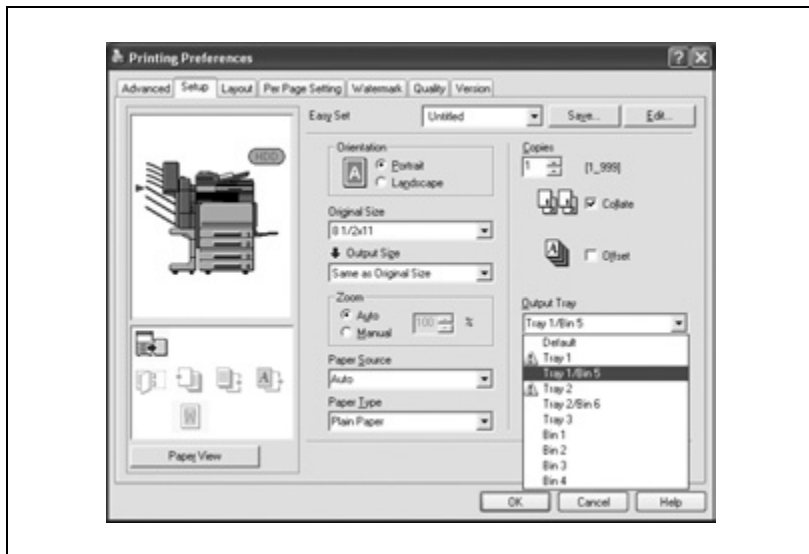 Printing Preferences
Advanced Setup Layout Per Page Setting Watermark Quality Version
Easy Set Untitled Save... Edit...
HDD
Orientation
A Portrait
Landscape
Original Size
8 1/2x11
Output Size
Same as Original Size
Zoom
Auto
Manual 100 %
Paper Source
Auto
Paper Type
Plain Paper
Copies
1 [1_999]
Collate
Offset
Output Tray
Tray 1/Bin 5
Default
Tray 1
Tray 1/Bin 5
Tray 2
Tray 2/Bin 6
Tray 3
Bin 1
Bin 2
Bin 3
Bin 4
A
W
Paper View
OK Cancel Help